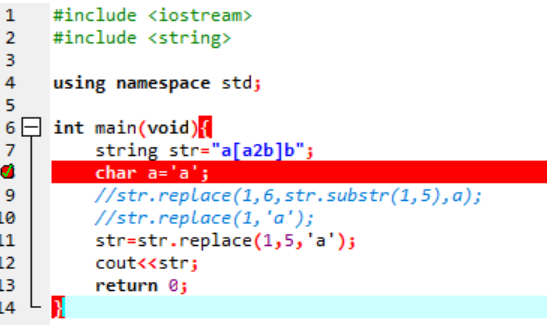 1 #include <iostream>
2 #include <string>
3
4 using namespace std;
5
6 int main(void){
7 string str="a[a2b]b";
char a='a';
9 //str.replace(1,6,str.substr(1,5),a);
10 //str.replace(1,'a');
11 str=str.replace(1,5,'a');
12 cout<<str;
13 return 0;
14 }